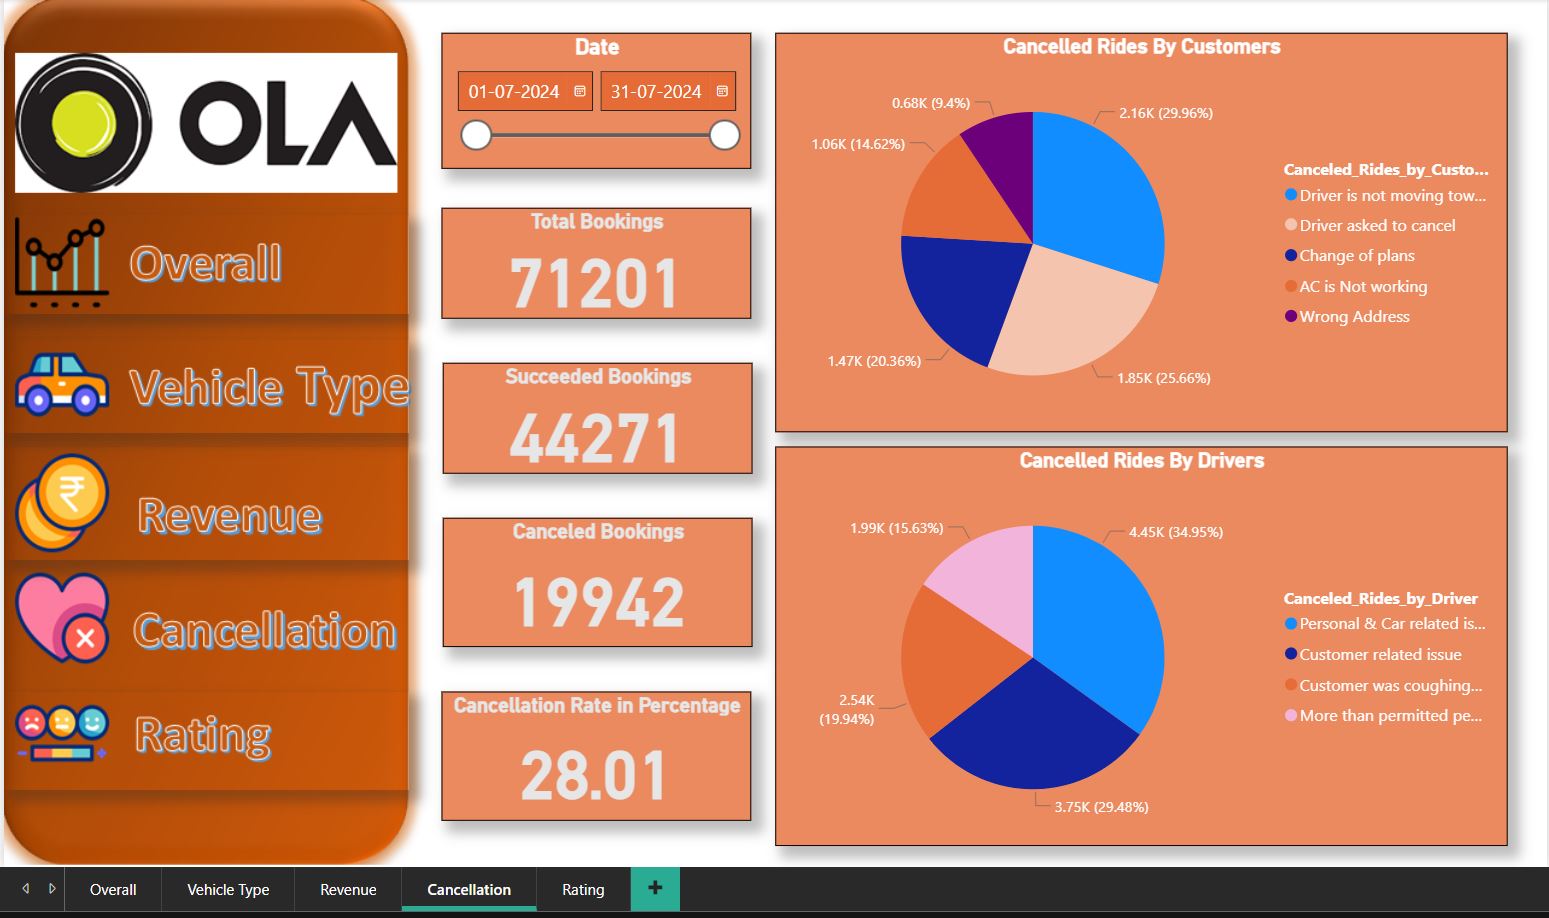 OLA
Overall
Vehicle Type
Revenue
Cancellation
Rating
Date
01-07-2024
31-07-2024
Total Bookings
71201
Succeeded Bookings
44271
Canceled Bookings
19942
Cancellation Rate in Percentage
28.01
Cancelled Rides By Customers
0.68K (9.4%)
2.16K (29.96%)
1.06K (14.62%)
1.47K (20.36%)
1.85K (25.66%)
Canceled_Rides_by_Custo...
Driver is not moving tow...
Driver asked to cancel
Change of plans
AC is Not working
Wrong Address
Cancelled Rides By Drivers
1.99K (15.63%)
4.45K (34.95%)
2.54K
(19.94%)
3.75K (29.48%)
Canceled_Rides_by_Driver
Personal & Car related is...
Customer related issue
Customer was coughing...
More than permitted pe...
Overall
Vehicle Type
Revenue
Cancellation
Rating
+